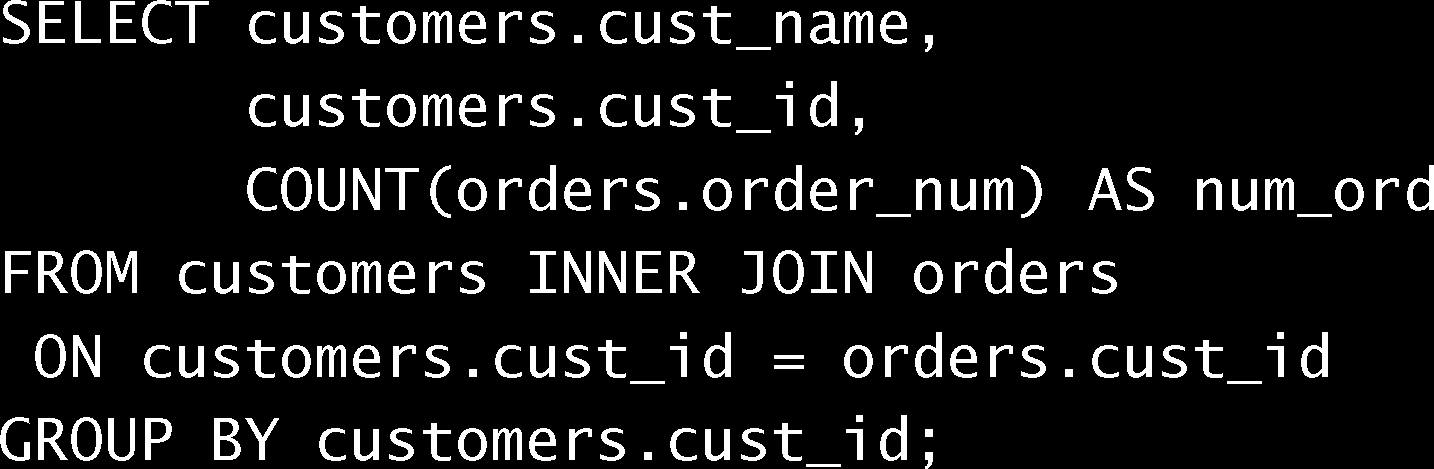 SELECT customers.cust_name,
       customers.cust_id,
       COUNT(orders.order_num) AS num_ord
FROM customers INNER JOIN orders
 ON customers.cust_id = orders.cust_id
GROUP BY customers.cust_id;